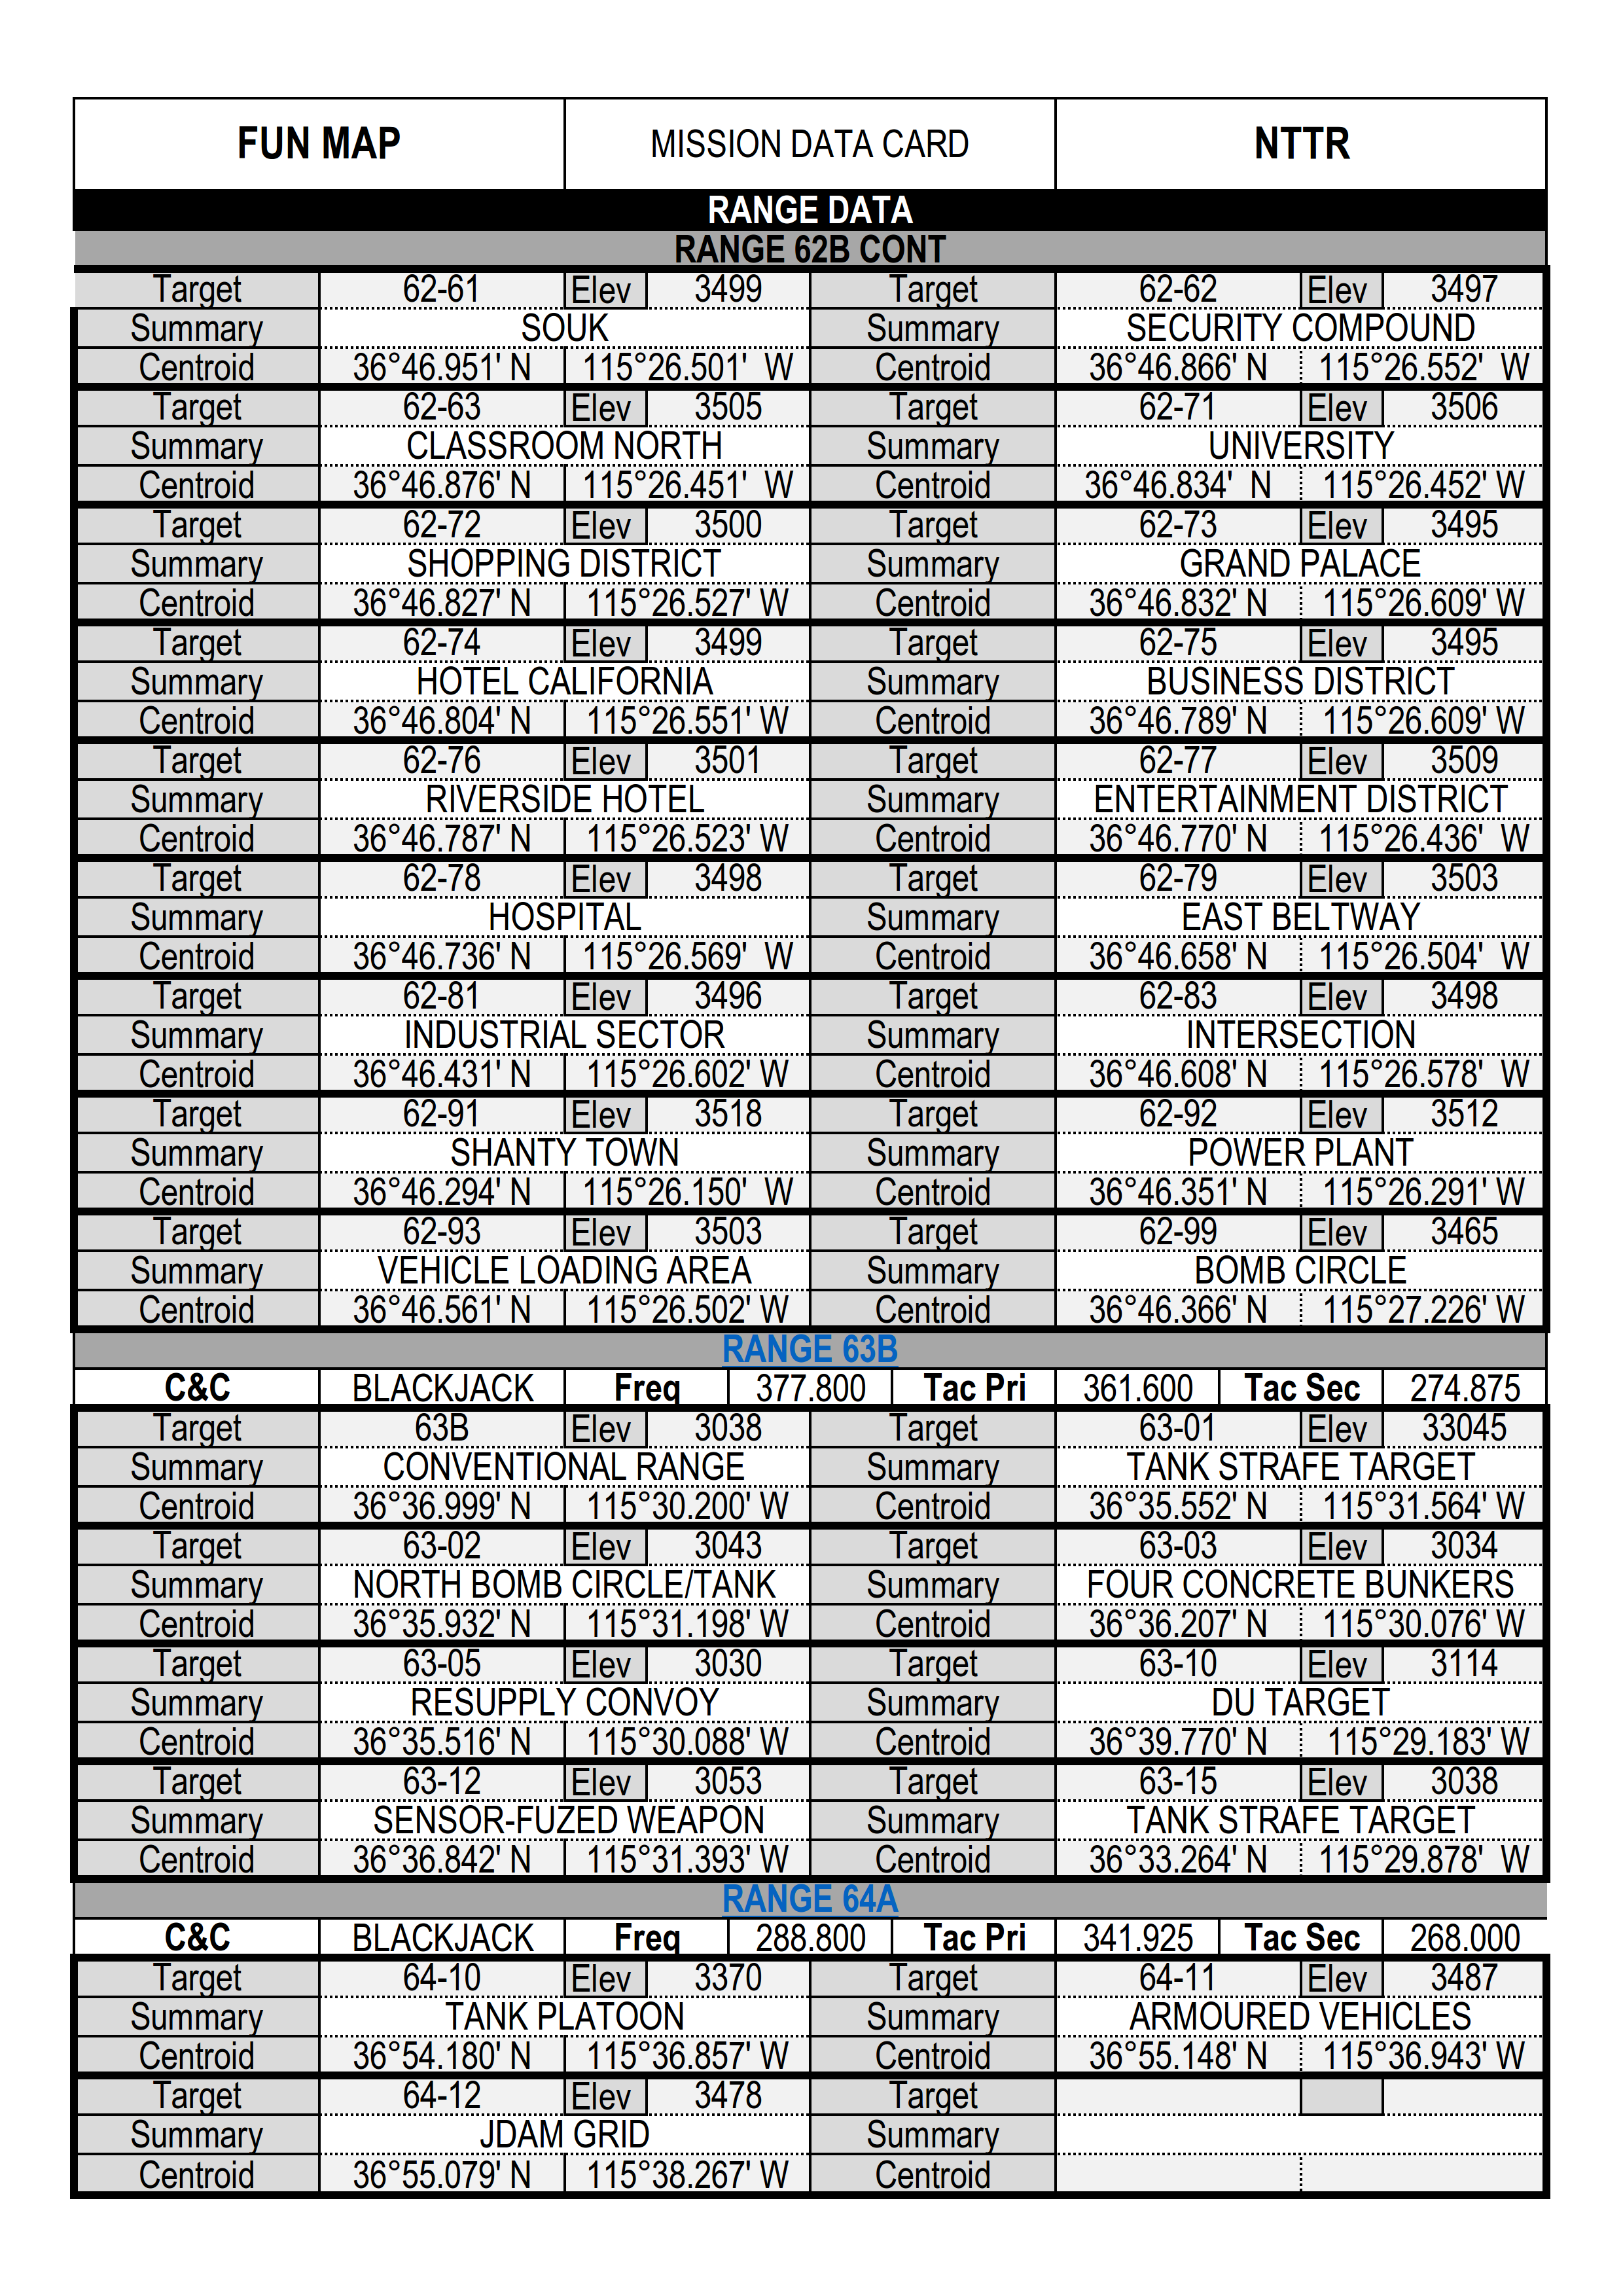 FUN MAP MISSION DATA CARD NTTR
RANGE DATA
RANGE 62B CONT
Target 62-61 Elev 3499 Target 62-62 Elev 3497
Summary SOUK Summary SECURITY COMPOUND
Centroid 36°46.951' N 115°26.501' W Centroid 36°46.866' N 115°26.552' W
Target 62-63 Elev 3505 Target 62-71 Elev 3506
Summary CLASSROOM NORTH Summary UNIVERSITY
Centroid 36°46.876' N 115°26.451' W Centroid 36°46.834' N 115°26.452' W
Target 62-72 Elev 3500 Target 62-73 Elev 3495
Summary SHOPPING DISTRICT Summary GRAND PALACE
Centroid 36°46.827' N 115°26.527' W Centroid 36°46.832' N 115°26.609' W
Target 62-74 Elev 3499 Target 62-75 Elev 3495
Summary HOTEL CALIFORNIA Summary BUSINESS DISTRICT
Centroid 36°46.804' N 115°26.551' W Centroid 36°46.789' N 115°26.609' W
Target 62-76 Elev 3501 Target 62-77 Elev 3509
Summary RIVERSIDE HOTEL Summary ENTERTAINMENT DISTRICT
Centroid 36°46.787' N 115°26.523' W Centroid 36°46.770' N 115°26.436' W
Target 62-78 Elev 3498 Target 62-79 Elev 3503
Summary HOSPITAL Summary EAST BELTWAY
Centroid 36°46.736' N 115°26.569' W Centroid 36°46.658' N 115°26.504' W
Target 62-81 Elev 3496 Target 62-83 Elev 3498
Summary INDUSTRIAL SECTOR Summary INTERSECTION
Centroid 36°46.431' N 115°26.602' W Centroid 36°46.608' N 115°26.578' W
Target 62-91 Elev 3518 Target 62-92 Elev 3512
Summary SHANTY TOWN Summary POWER PLANT
Centroid 36°46.294' N 115°26.150' W Centroid 36°46.351' N 115°26.291' W
Target 62-93 Elev 3503 Target 62-99 Elev 3465
Summary VEHICLE LOADING AREA Summary BOMB CIRCLE
Centroid 36°46.561' N 115°26.502' W Centroid 36°46.366' N 115°27.226' W
RANGE 63B
C&C BLACKJACK Freq 377.800 Tac Pri 361.600 Tac Sec 274.875
Target 63B Elev 3038 Target 63-01 Elev 33045
Summary CONVENTIONAL RANGE Summary TANK STRAFE TARGET
Centroid 36°36.999' N 115°30.200' W Centroid 36°35.552' N 115°31.564' W
Target 63-02 Elev 3043 Target 63-03 Elev 3034
Summary NORTH BOMB CIRCLE/TANK Summary FOUR CONCRETE BUNKERS
Centroid 36°35.932' N 115°31.198' W Centroid 36°36.207' N 115°30.076' W
Target 63-05 Elev 3030 Target 63-10 Elev 3114
Summary RESUPPLY CONVOY Summary DU TARGET
Centroid 36°35.516' N 115°30.088' W Centroid 36°39.770' N 115°29.183' W
Target 63-12 Elev 3053 Target 63-15 Elev 3038
Summary SENSOR-FUZED WEAPON Summary TANK STRAFE TARGET
Centroid 36°36.842' N 115°31.393' W Centroid 36°33.264' N 115°29.878' W
RANGE 64A
C&C BLACKJACK Freq 288.800 Tac Pri 341.925 Tac Sec 268.000
Target 64-10 Elev 3370 Target 64-11 Elev 3487
Summary TANK PLATOON Summary ARMOURED VEHICLES
Centroid 36°54.180' N 115°36.857' W Centroid 36°55.148' N 115°36.943' W
Target 64-12 Elev 3478 Target
Summary JDAM GRID Summary
Centroid 36°55.079' N 115°38.267' W Centroid